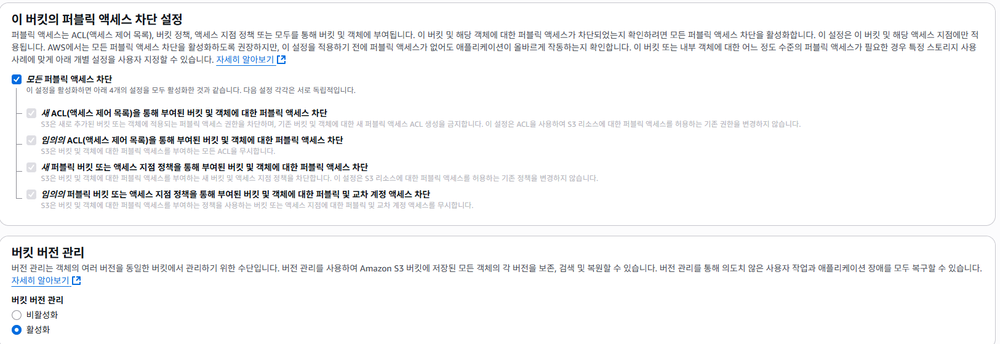 이 버킷의 퍼블릭 액세스 차단 설정
퍼블릭 액세스는 ACL(액세스 제어 목록), 버킷 정책, 액세스 지점 정책 또는 모두를 통해 버킷 및 객체에 부여됩니다. 이 버킷 및 해당 객체에 대한 퍼블릭 액세스가 차단되었는지 확인하려면 모든 퍼블릭 액세스 차단을 활성화합니다. 이 설정은 이 버킷 및 해당 액세스 지점에만 적
용됩니다. AWS에서는 모든 퍼블릭 액세스 차단을 활성화하도록 권장하지만, 이 설정을 적용하기 전에 퍼블릭 액세스가 없어도 애플리케이션이 올바르게 작동하는지 확인합니다. 이 버킷 또는 내부 객체에 대한 어느 정도 수준의 퍼블릭 액세스가 필요한 경우 특정 스토리지 사용
사례에 맞게 아래 개별 설정을 사용자 지정할 수 있습니다. 자세히 알아보기
모든 퍼블릭 액세스 차단
이 설정을 활성화하면 아래 4개의 설정을 모두 활성화한 것과 같습니다. 다음 설정 각각은 서로 독립적입니다.
새 ACL(액세스 제어 목록)을 통해 부여된 버킷 및 객체에 대한 퍼블릭 액세스 차단
S3은 새로 추가된 버킷 또는 객체에 적용되는 퍼블릭 액세스 권한을 차단하며, 기존 버킷 및 객체에 대한 새 퍼블릭 액세스 ACL 생성을 금지합니다. 이 설정은 ACL을 사용하여 S3 리소스에 대한 퍼블릭 액세스를 허용하는 기존 권한을 변경하지 않습니다.
임의의 ACL(액세스 제어 목록)을 통해 부여된 버킷 및 객체에 대한 퍼블릭 액세스 차단
S3은 버킷 및 객체에 대한 퍼블릭 액세스를 부여하는 모든 ACL을 무시합니다.
새 퍼블릭 버킷 또는 액세스 지점 정책을 통해 부여된 버킷 및 객체에 대한 퍼블릭 액세스 차단
S3은 버킷 및 객체에 대한 퍼블릭 액세스를 부여하는 새 버킷 및 액세스 지점 정책을 차단합니다. 이 설정은 S3 리소스에 대한 퍼블릭 액세스를 허용하는 기존 정책을 변경하지 않습니다.
임의의 퍼블릭 버킷 또는 액세스 지점 정책을 통해 부여된 버킷 및 객체에 대한 퍼블릭 및 교차 계정 액세스 차단
S3은 버킷 및 객체에 대한 퍼블릭 액세스를 부여하는 정책을 사용하는 버킷 또는 액세스 지점에 대한 퍼블릭 및 교차 계정 액세스를 무시합니다.
버킷 버전 관리
버전 관리는 객체의 여러 버전을 동일한 버킷에서 관리하기 위한 수단입니다. 버전 관리를 사용하여 Amazon S3 버킷에 저장된 모든 객체의 각 버전을 보존, 검색 및 복원할 수 있습니다. 버전 관리를 통해 의도치 않은 사용자 작업과 애플리케이션 장애를 모두 복구할 수 있습니다.
자세히 알아보기
버킷 버전 관리
비활성화
활성화